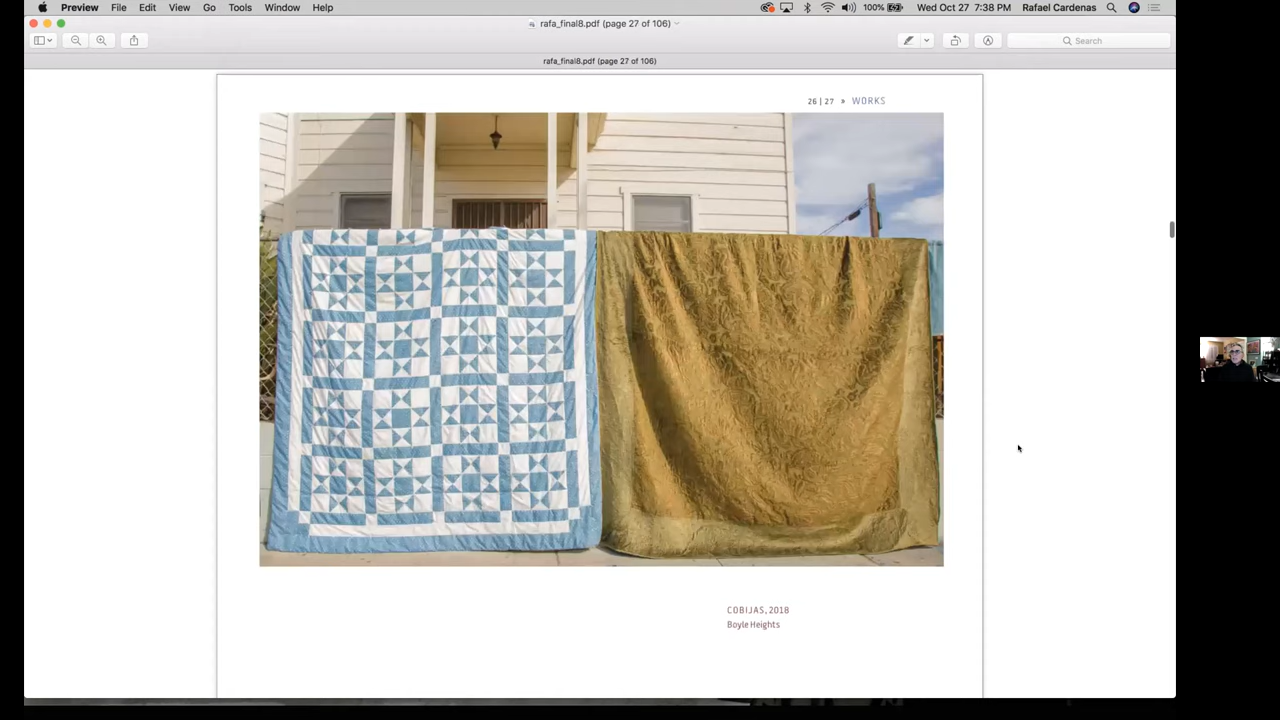 Preview File Edit View Go Tools Window Help 100% Wed Oct 27 7:38 PM Rafael Cardenas
rafa_final8.pdf (page 27 of 106)
Search
rafa_final8.pdf (page 27 of 106)
26 | 27 » WORKS
COBIJAS, 2018
Boyle Heights